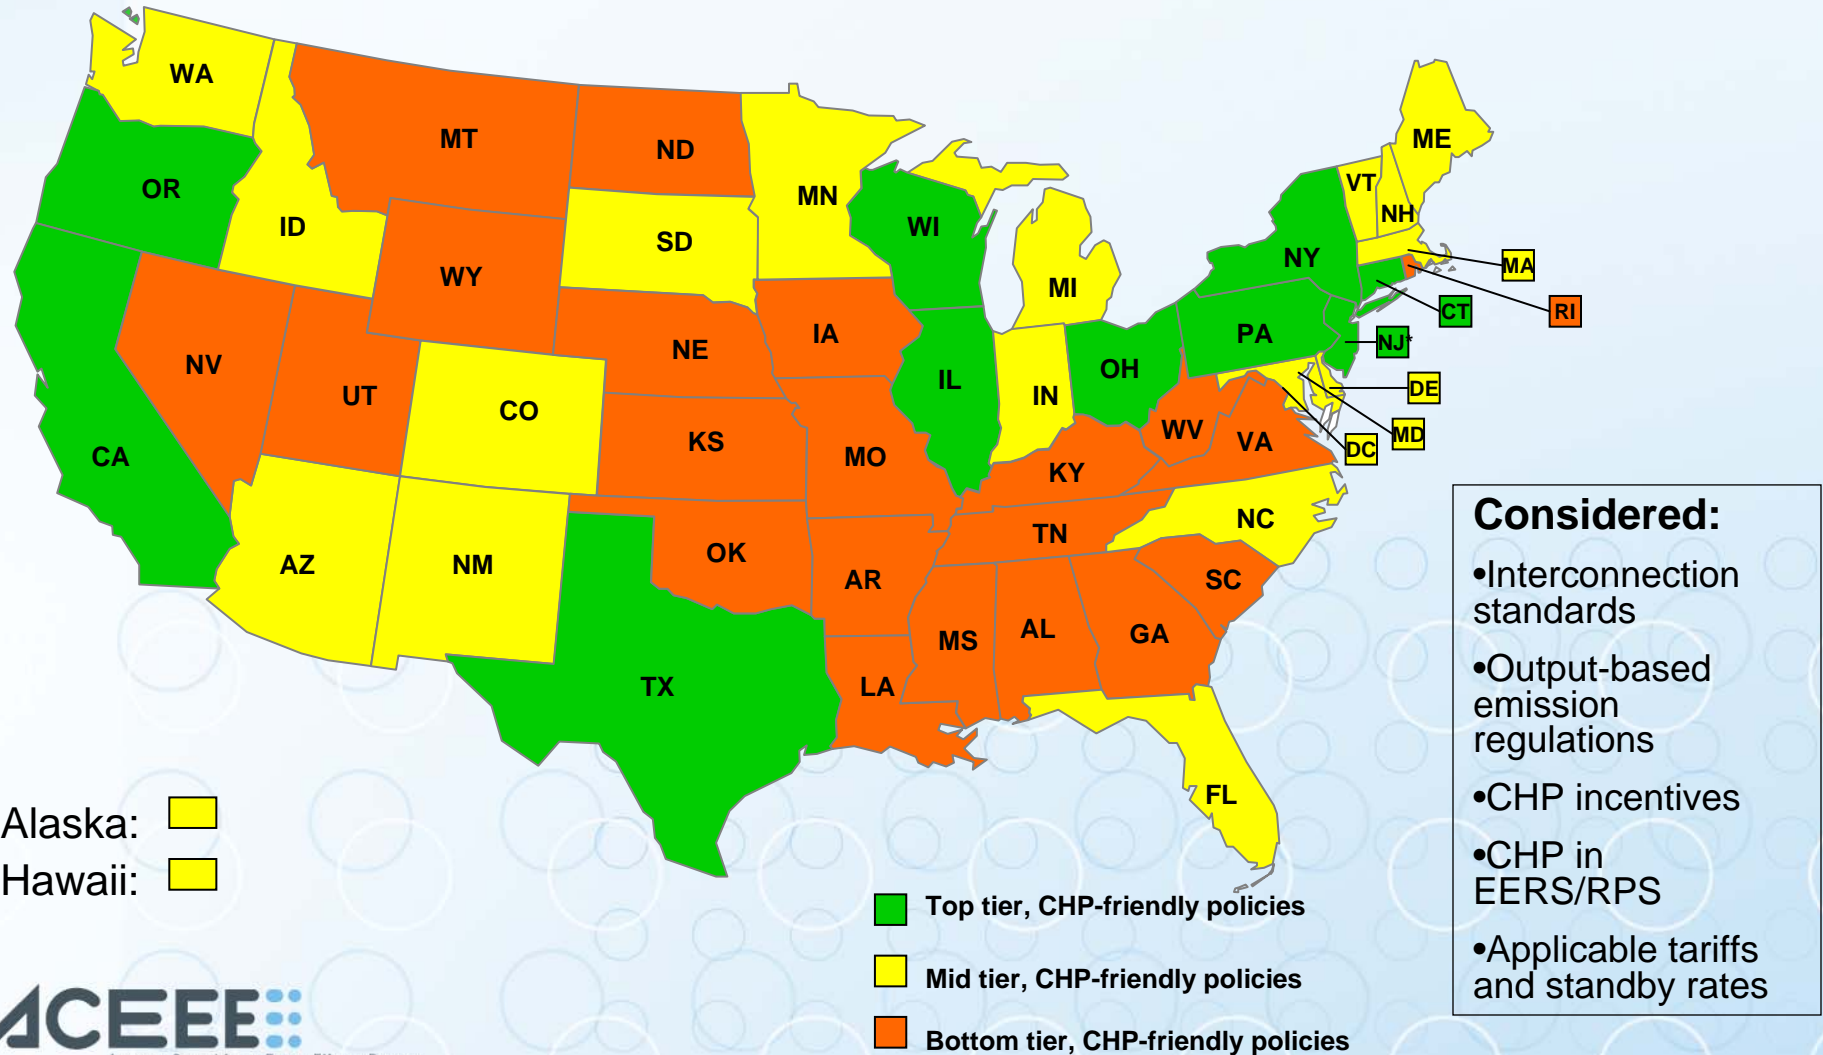 WA
MT
ND
ME
OR
MN
VT
ID
WI
NH
SD
NY
MA
WY
MI
CT
RI
IA
PA
NJ*
NV
NE
OH
IL
DE
UT
CO
IN
WV
VA
MD
DC
CA
KS
MO
KY
NC
AZ
NM
OK
TN
AR
SC
MS
AL
GA
TX
LA
FL
Considered:
•Interconnection
standards
•Output-based
emission
regulations
•CHP incentives
•CHP in
EERS/RPS
•Applicable tariffs
and standby rates
Alaska:
Hawaii:
Top tier, CHP-friendly policies
Mid tier, CHP-friendly policies
Bottom tier, CHP-friendly policies
ACEEE